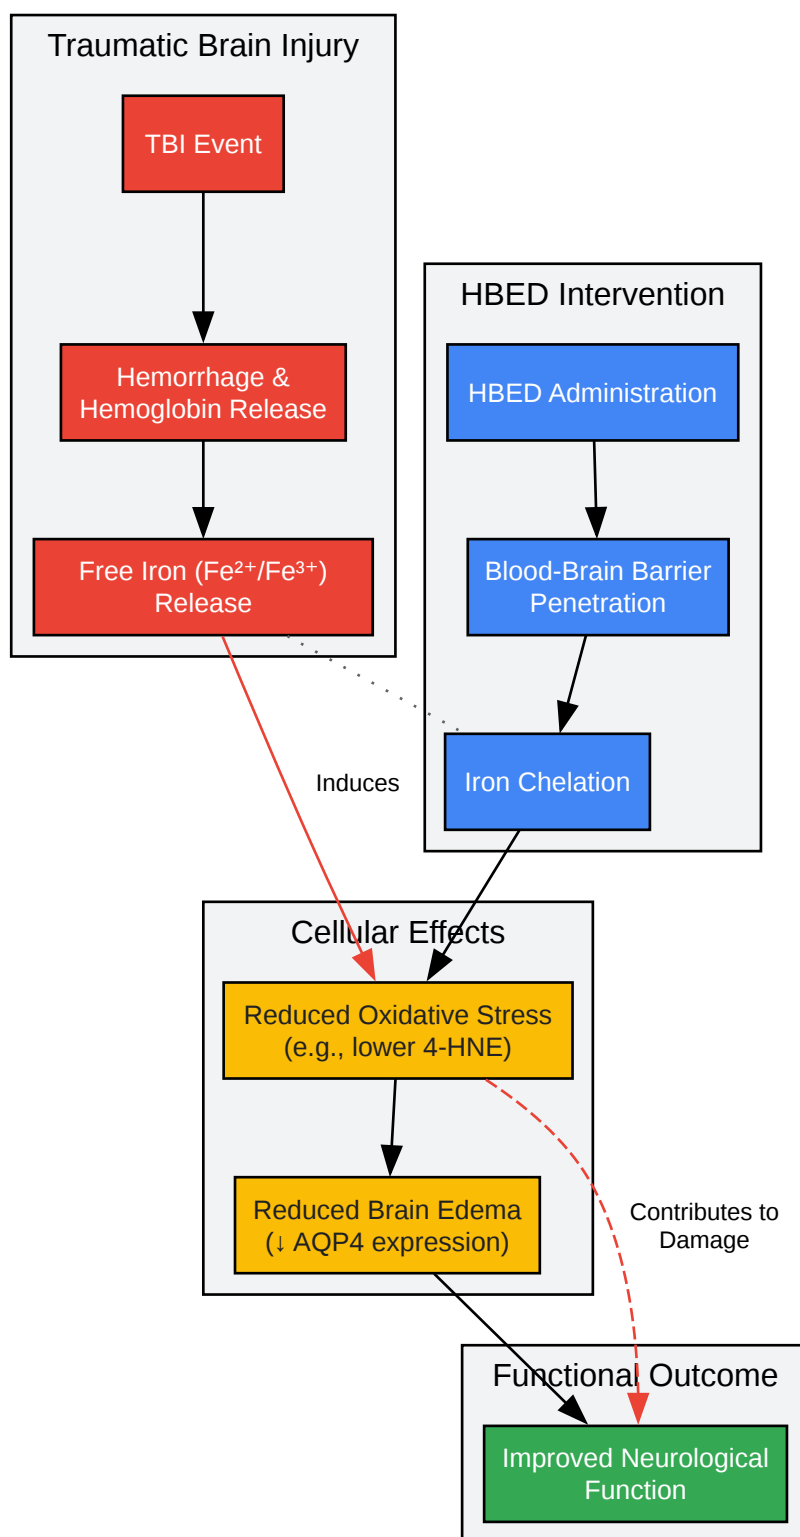 Traumatic Brain Injury
TBI Event
Hemorrhage &
Hemoglobin Release
Free Iron (Fe²⁺/Fe³⁺)
Release
HBED Intervention
HBED Administration
Blood-Brain Barrier
Penetration
Iron Chelation
Induces
Cellular Effects
Reduced Oxidative Stress
(e.g., lower 4-HNE)
Reduced Brain Edema
(↓ AQP4 expression)
Contributes to
Damage
Functional Outcome
Improved Neurological
Function